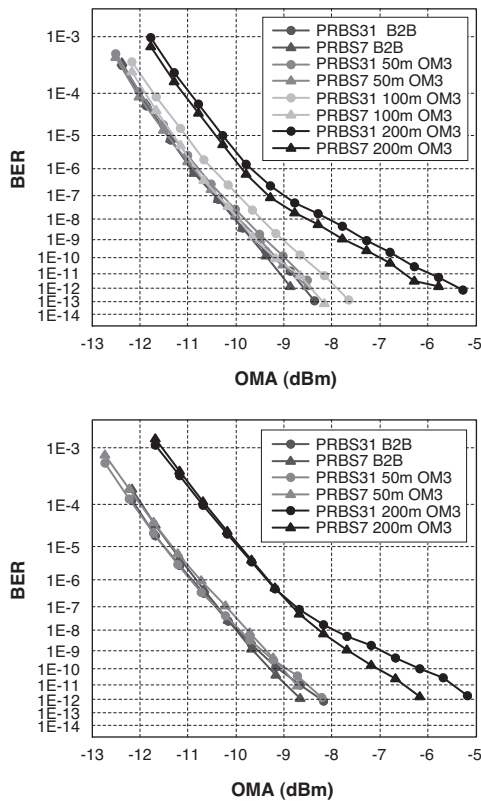 1E-3
1E-4
1E-5
1E-6
1E-7
1E-8
1E-9
1E-10
1E-11
1E-12
1E-13
1E-14
BER
PRBS31 B2B
PRBS7 B2B
PRBS31 50m OM3
PRBS7 50m OM3
PRBS31 100m OM3
PRBS7 100m OM3
PRBS31 200m OM3
PRBS7 200m OM3
-13 -12 -11 -10 -9 -8 -7 -6 -5
OMA (dBm)
1E-3
1E-4
1E-5
1E-6
1E-7
1E-8
1E-9
1E-10
1E-11
1E-12
1E-13
1E-14
BER
PRBS31 B2B
PRBS7 B2B
PRBS31 50m OM3
PRBS7 50m OM3
PRBS31 200m OM3
PRBS7 200m OM3
-13 -12 -11 -10 -9 -8 -7 -6 -5
OMA (dBm)